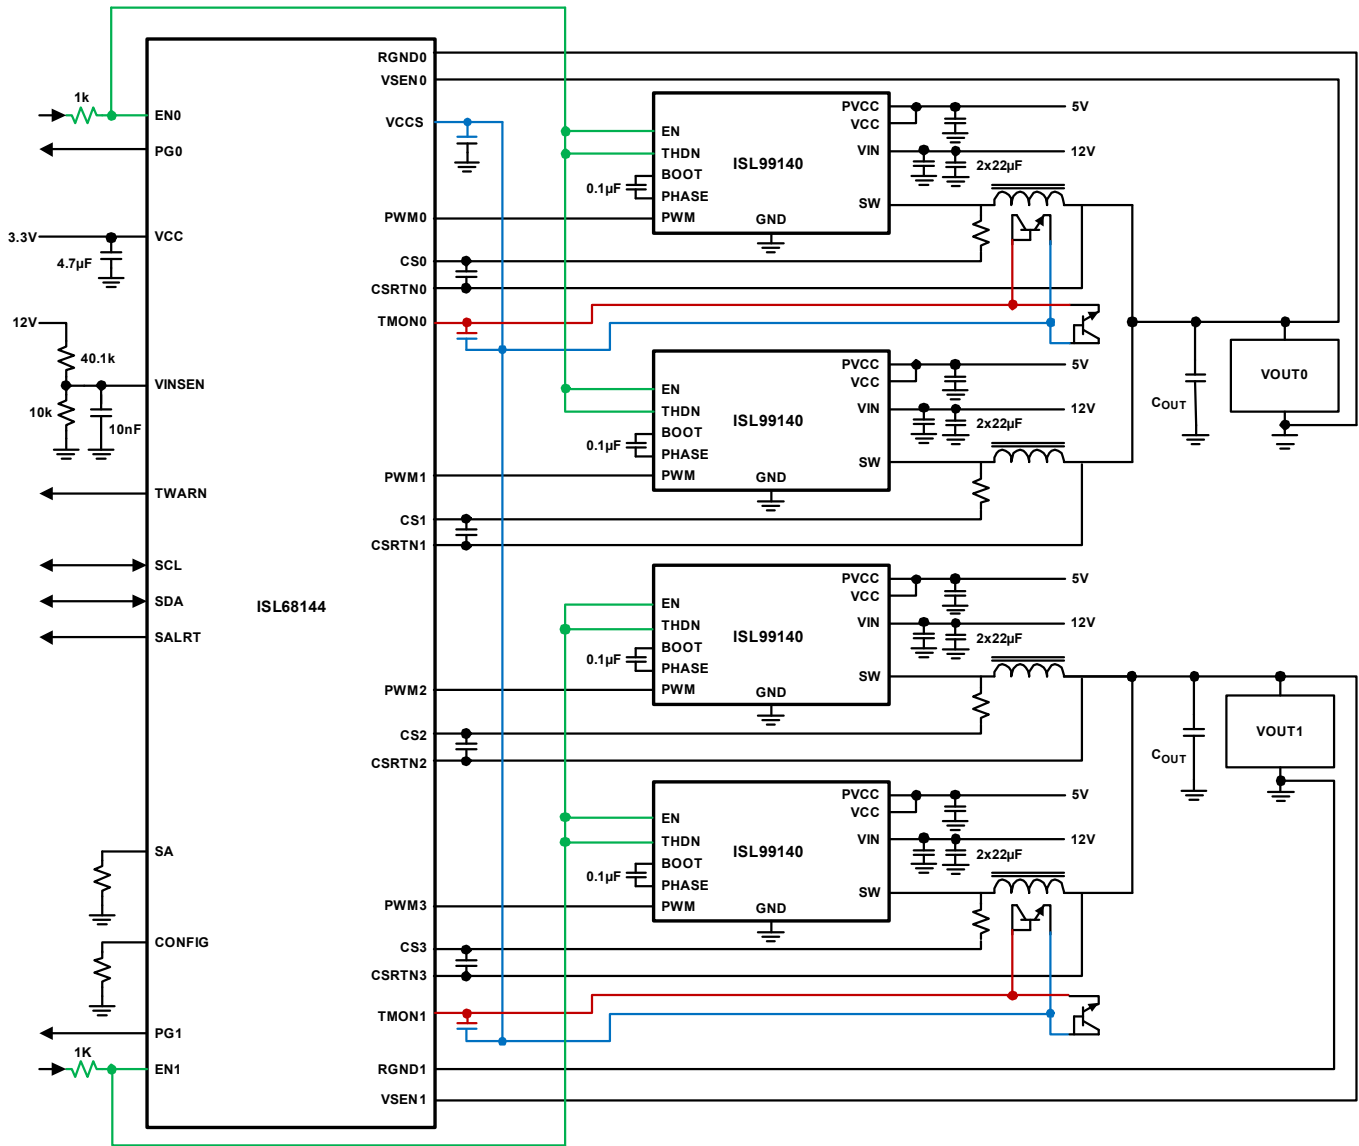 RGND0
VSEN0
1k
EN0
VCCS
PG0
PWM0
3.3V
VCC
4.7µF
CS0
CSRTN0
12V
TMON0
40.1k
VINSEN
10k
10nF
PWM1
TWARN
CS1
CSRTN1
SCL
SDA
ISL68144
SALRT
PWM2
CS2
CSRTN2
SA
PWM3
CONFIG
CS3
CSRTN3
TMON1
PG1
1K
EN1
RGND1
VSEN1
PVCC
5V
VCC
EN
VIN
12V
THDN
ISL99140
2x22µF
BOOT
0.1µF
PHASE
SW
PWM
GND
PVCC
5V
VCC
EN
VIN
12V
THDN
ISL99140
2x22µF
BOOT
0.1µF
PHASE
SW
PWM
GND
COUT
VOUT0
PVCC
5V
VCC
EN
VIN
12V
THDN
ISL99140
2x22µF
BOOT
0.1µF
PHASE
SW
PWM
GND
COUT
VOUT1
PVCC
5V
VCC
EN
VIN
12V
THDN
ISL99140
2x22µF
BOOT
0.1µF
PHASE
SW
PWM
GND